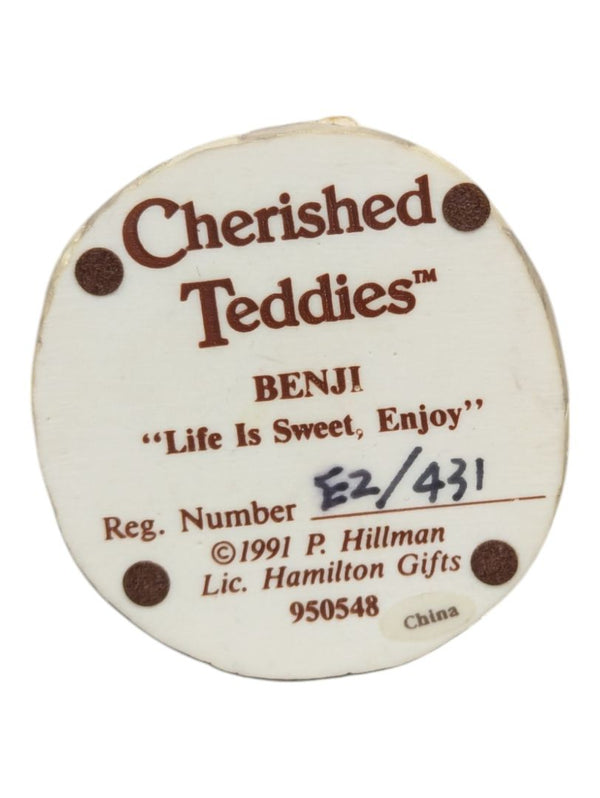 Cherished
Teddies™
BENJI
“Life Is Sweet, Enjoy”
Reg. Number E2/431
©1991 P. Hillman
Lic. Hamilton Gifts
950548
China